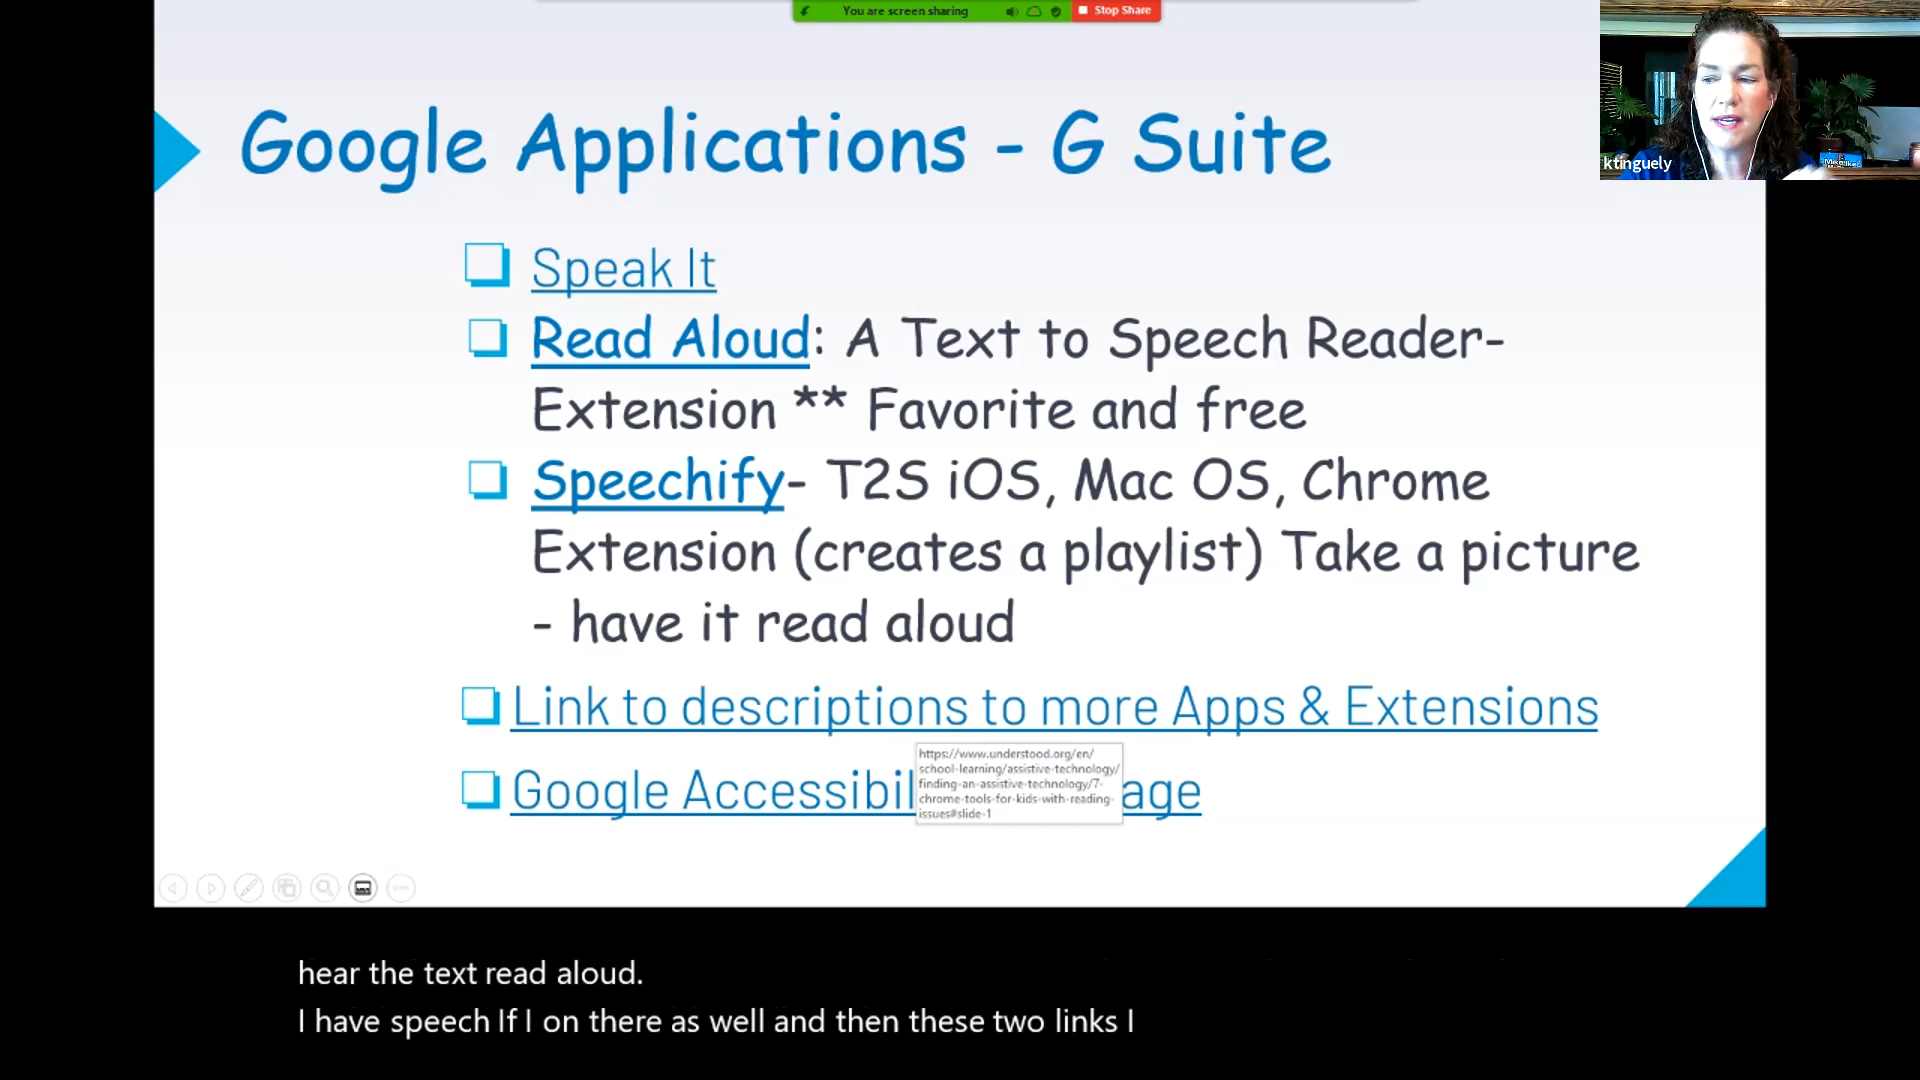 You are screen sharing
Stop Share
ktinguely
Google Applications - G Suite
Speak It
Read Aloud: A Text to Speech Reader-
Extension ** Favorite and free
Speechify- T2S iOS, Mac OS, Chrome
Extension (creates a playlist) Take a picture
- have it read aloud
Link to descriptions to more Apps & Extensions
Google Accessibil age
https://www.understood.org/en/
school-learning/assistive-technology/
finding-an-assistive-technology/7-
chrome-tools-for-kids-with-reading-
issues#slide-1
hear the text read aloud.
I have speech If I on there as well and then these two links I